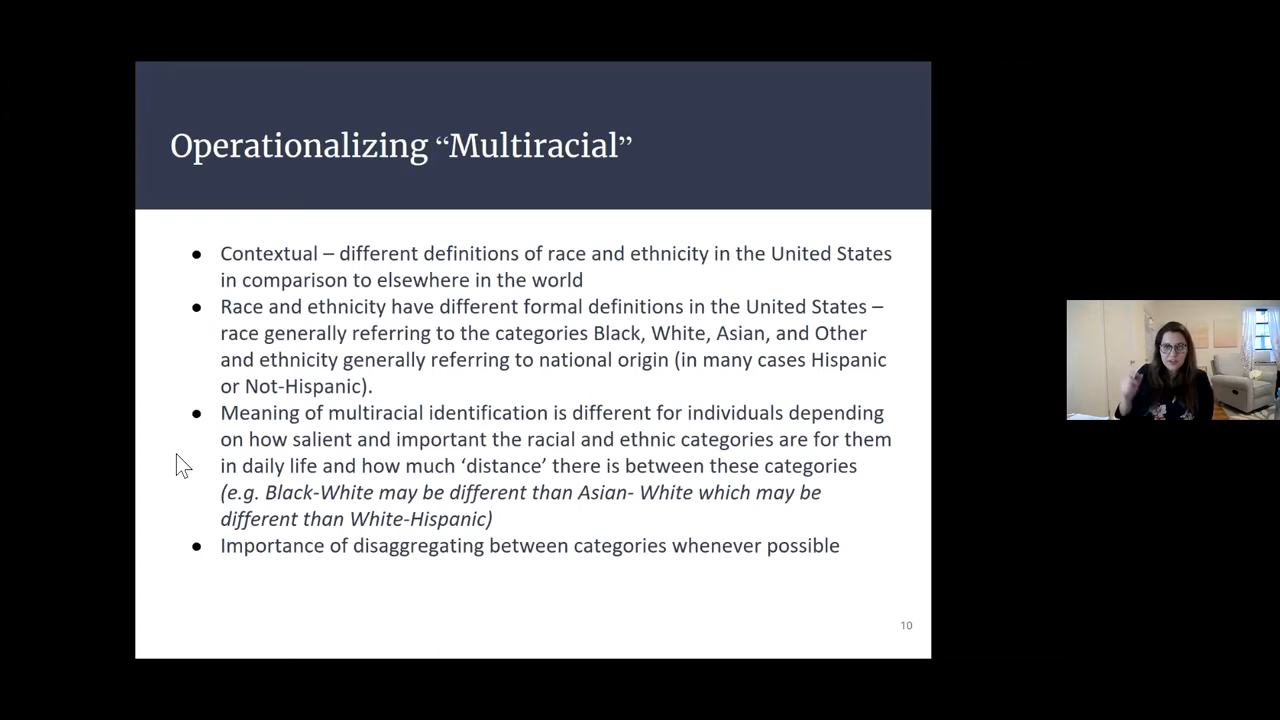 Operationalizing “Multiracial”
● Contextual – different definitions of race and ethnicity in the United States
in comparison to elsewhere in the world
● Race and ethnicity have different formal definitions in the United States –
race generally referring to the categories Black, White, Asian, and Other
and ethnicity generally referring to national origin (in many cases Hispanic
or Not-Hispanic).
● Meaning of multiracial identification is different for individuals depending
on how salient and important the racial and ethnic categories are for them
in daily life and how much ‘distance’ there is between these categories
(e.g. Black-White may be different than Asian- White which may be
different than White-Hispanic)
● Importance of disaggregating between categories whenever possible
10